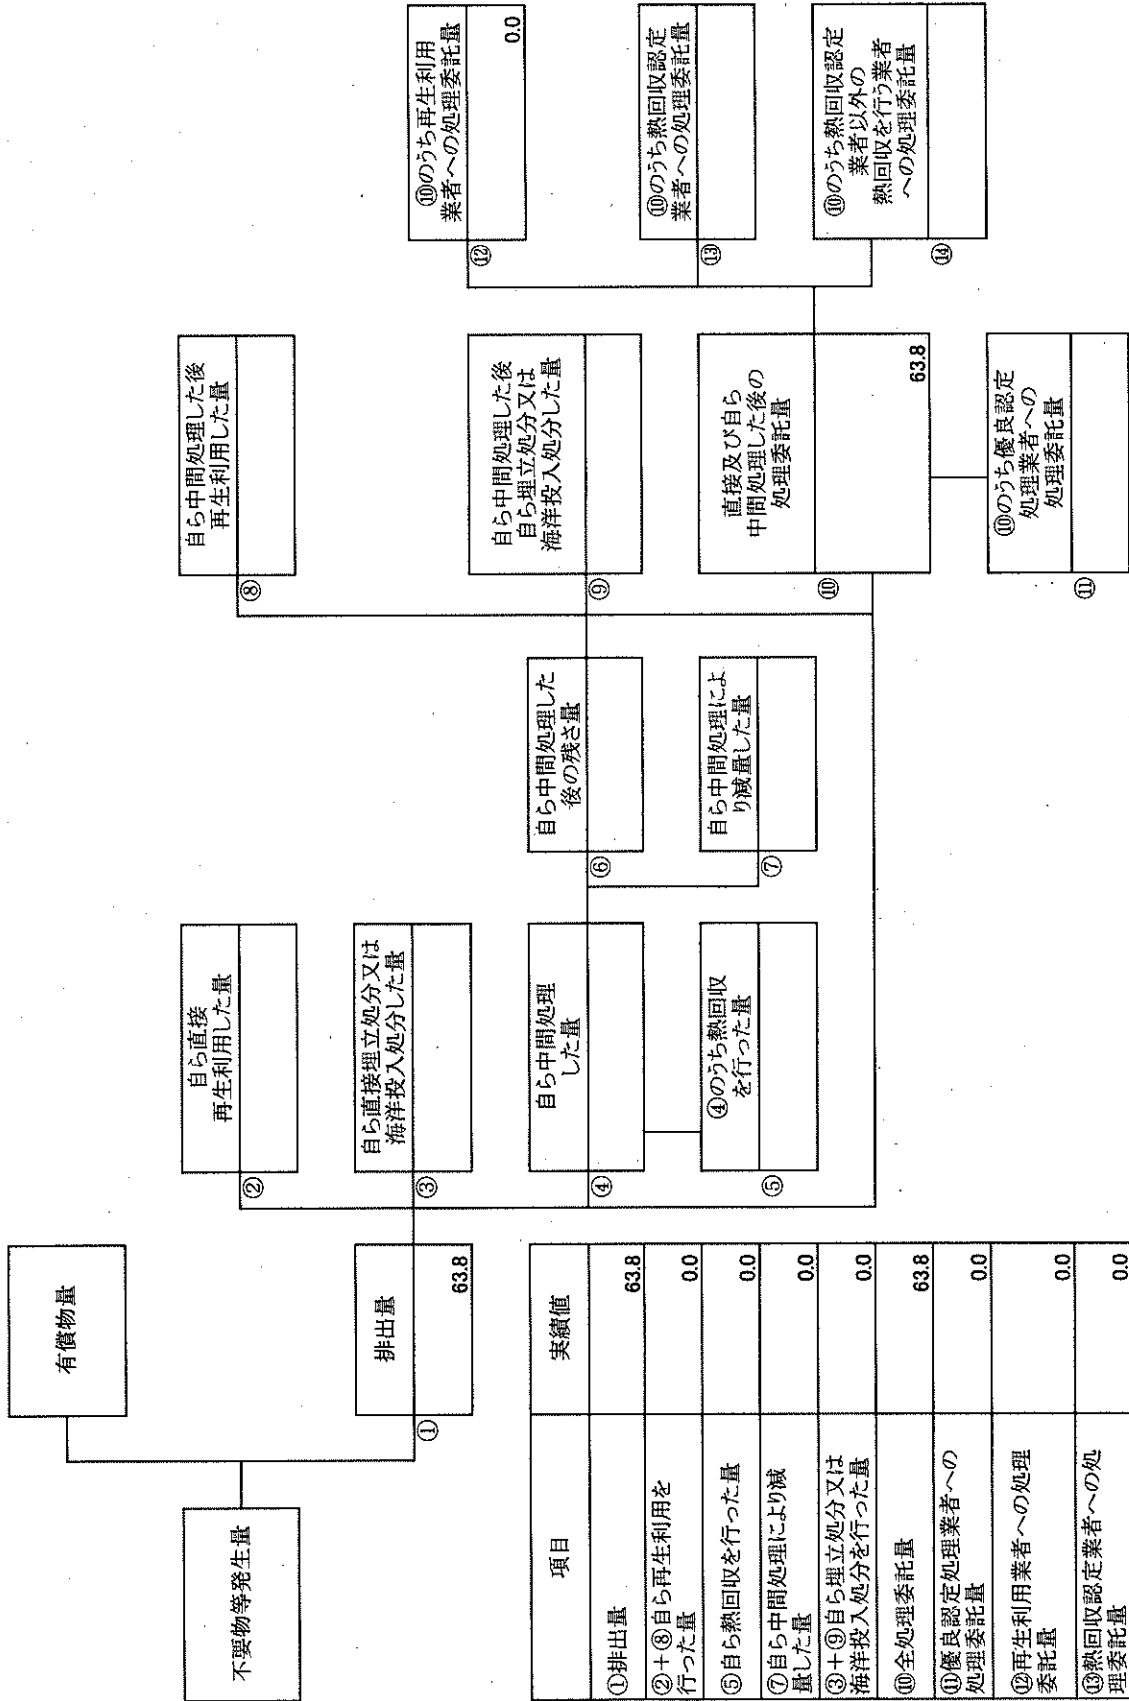 不要物等発生量
有償物量
①
排出量
63.8
②
自ら直接
再生利用した量
③
自ら直接埋立処分又は
海洋投入処分した量
④
自ら中間処理
した量
⑤
④のうち熱回収
を行った量
⑥
自ら中間処理した
後の残さ量
⑦
自ら中間処理によ
り減量した量
⑧
自ら中間処理した後
再生利用した量
⑨
自ら中間処理した後
自ら埋立処分又は
海洋投入処分した量
⑩
直接及び自ら
中間処理した後の
処理委託量
63.8
⑪
⑩のうち優良認定
処理業者への
処理委託量
⑫
⑩のうち再生利用
業者への処理委託量
0.0
⑬
⑩のうち熱回収認定
業者への処理委託量
⑭
⑩のうち熱回収認定
業者以外の
熱回収を行う業者
への処理委託量
項目 実績値
①排出量 63.8
②+⑧自ら再生利用を
行った量 0.0
⑤自ら熱回収を行った量 0.0
⑦自ら中間処理により減
量した量 0.0
③+⑨自ら埋立処分又は
海洋投入処分を行った量 0.0
⑩全処理委託量 63.8
⑪優良認定処理業者への
処理委託量 0.0
⑫再生利用業者への処理
委託量 0.0
⑬熱回収認定業者への処
理委託量 0.0